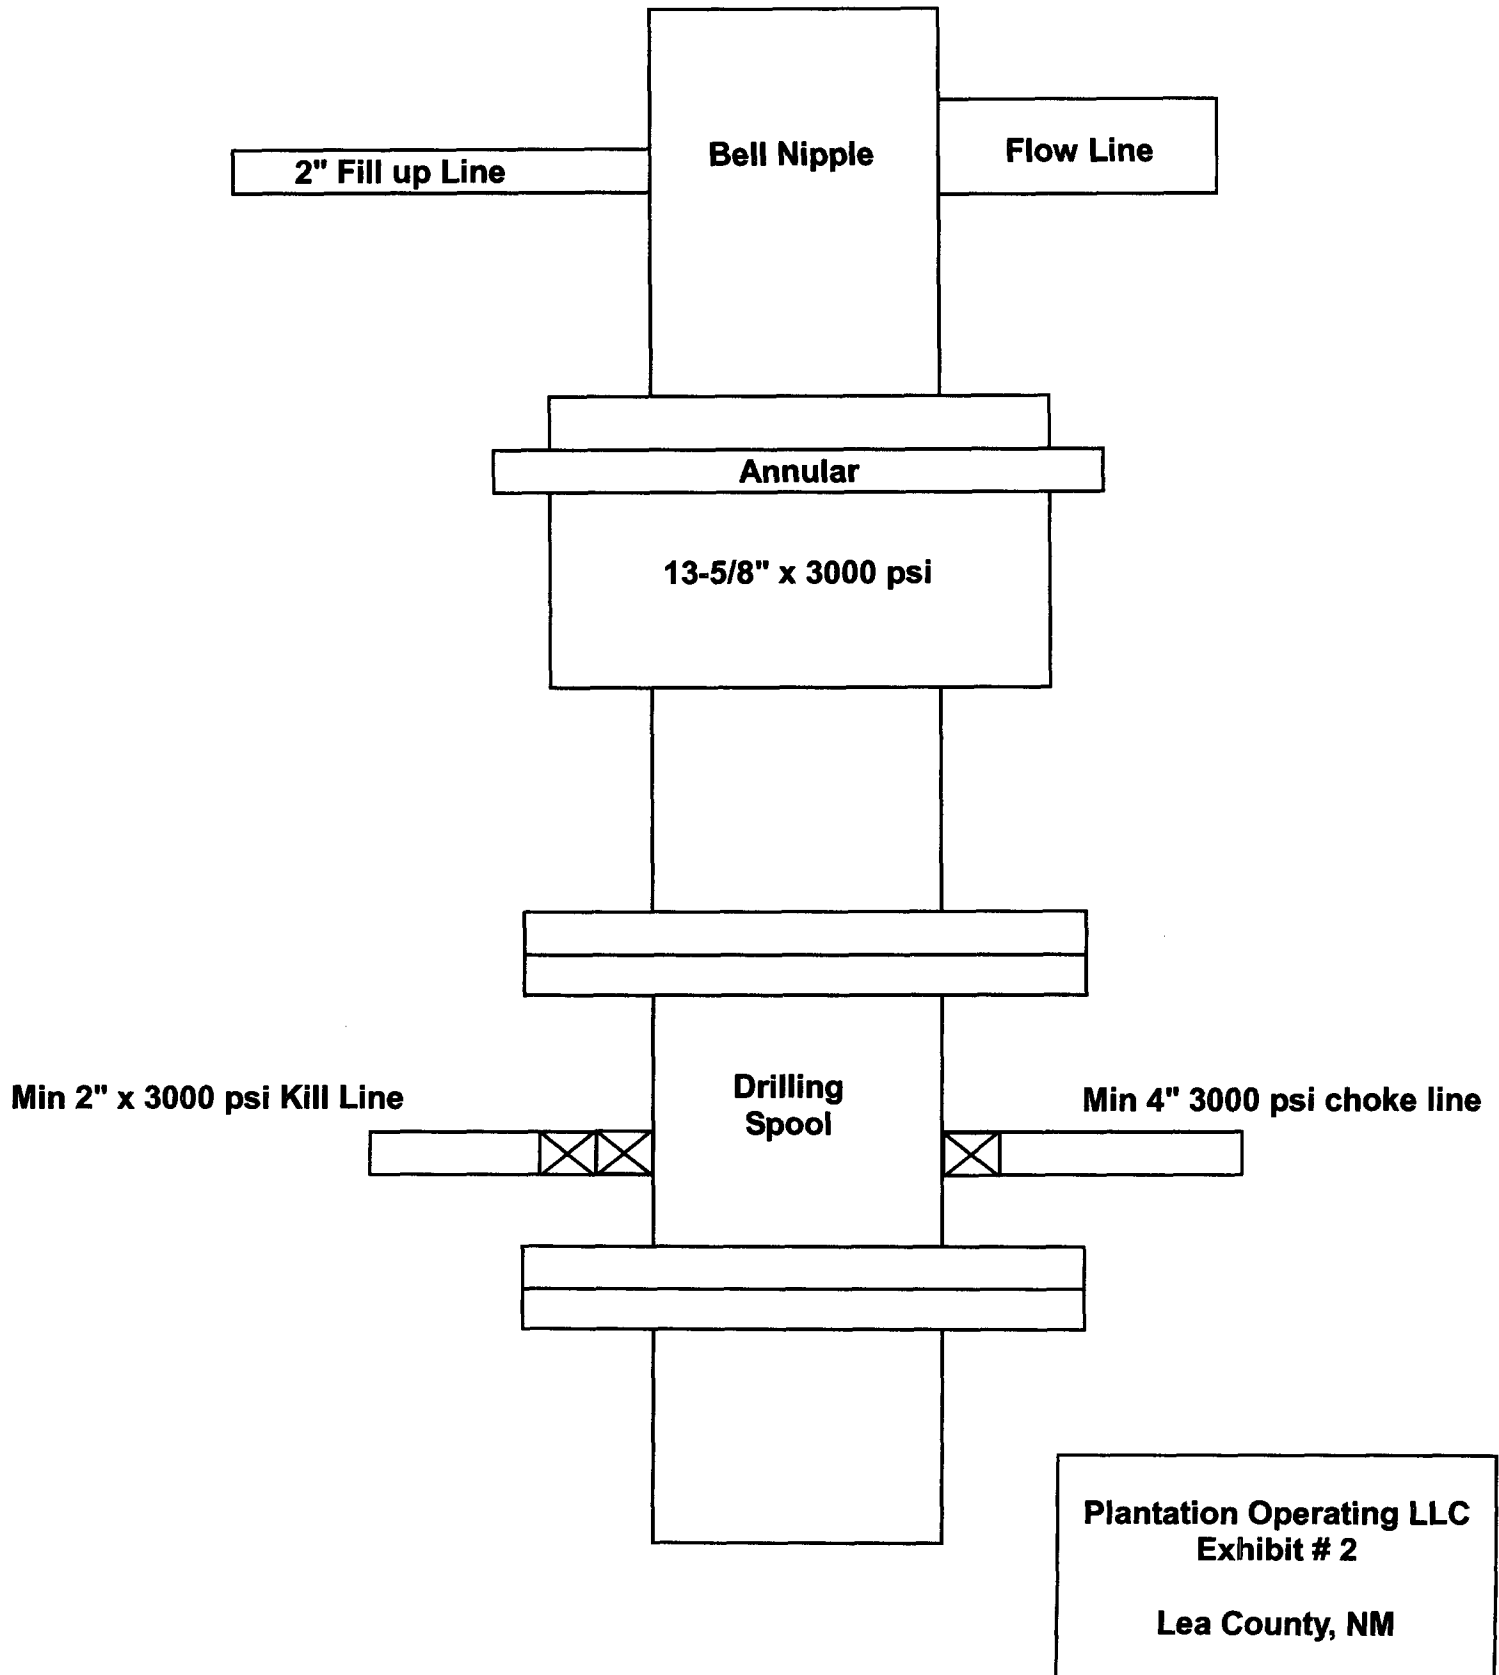 Bell Nipple
Flow Line
2" Fill up Line
Annular
13-5/8" x 3000 psi
Drilling
Spool
Min 2" x 3000 psi Kill Line
Min 4" 3000 psi choke line
Plantation Operating LLC
Exhibit # 2
Lea County, NM